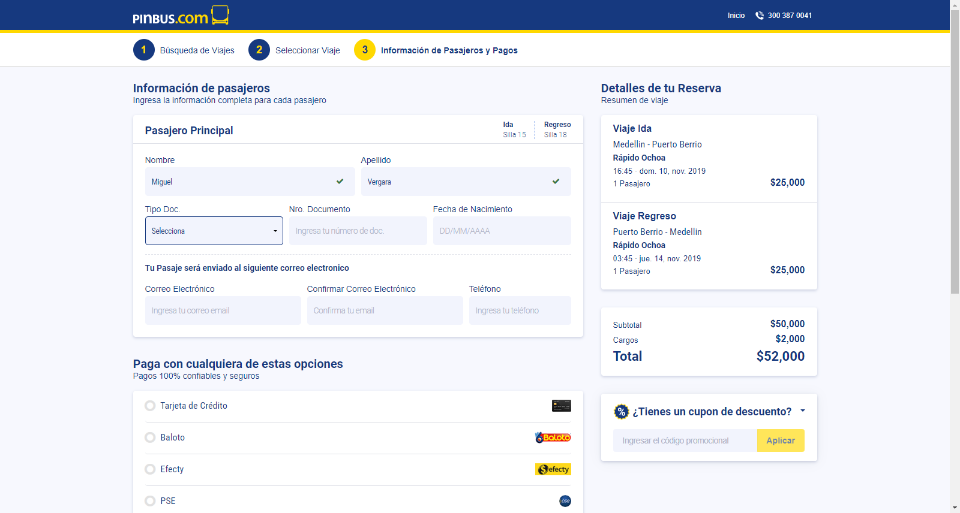 PINBUS.COM
Inicio
300 387 0041
1 Búsqueda de Viajes
2 Seleccionar Viaje
3 Información de Pasajeros y Pagos
Información de pasajeros
Ingresa la información completa para cada pasajero
Pasajero Principal
Ida
Silla 15
Regreso
Silla 18
Nombre
Apellido
Miguel
Vergara
Tipo Doc.
Nro. Documento
Fecha de Nacimiento
Selecciona
Ingresa tu número de doc.
DD/MM/AAAA
Tu Pasaje será enviado al siguiente correo electronico
Correo Electrónico
Confirmar Correo Electrónico
Teléfono
Ingresa tu correo email
Confirma tu email
Ingresa tu teléfono
Paga con cualquiera de estas opciones
Pagos 100% confiables y seguros
Tarjeta de Crédito
Baloto
Baloto
Efecty
Efecty
PSE
pse
Detalles de tu Reserva
Resumen de viaje
Viaje Ida
Medellin - Puerto Berrio
Rápido Ochoa
16:45 - dom. 10, nov. 2019
1 Pasajero
$25,000
Viaje Regreso
Puerto Berrio - Medellin
Rápido Ochoa
03:45 - jue. 14, nov. 2019
1 Pasajero
$25,000
Subtotal
$50,000
Cargos
$2,000
Total
$52,000
% ¿Tienes un cupon de descuento?
Ingresar el código promocional
Aplicar